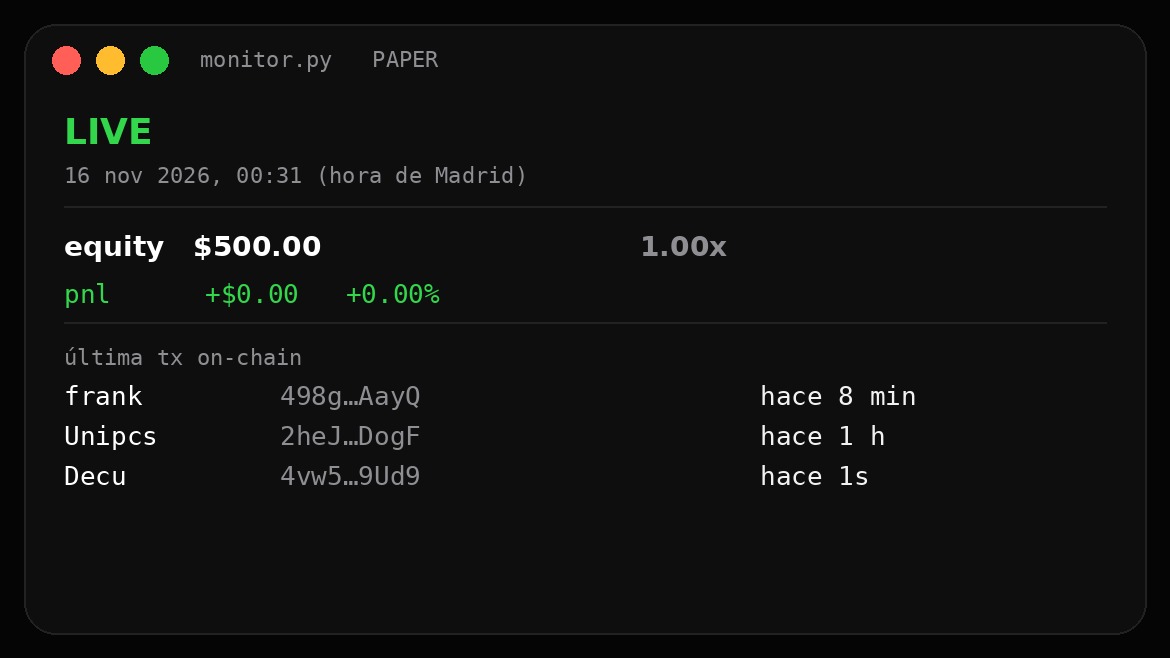 monitor.py PAPER
LIVE
16 nov 2026, 00:31 (hora de Madrid)
equity $500.00 1.00x
pnl +$0.00 +0.00%
última tx on-chain
frank 498g…AayQ hace 8 min
Unipcs 2heJ…DogF hace 1 h
Decu 4vw5…9Ud9 hace 1s